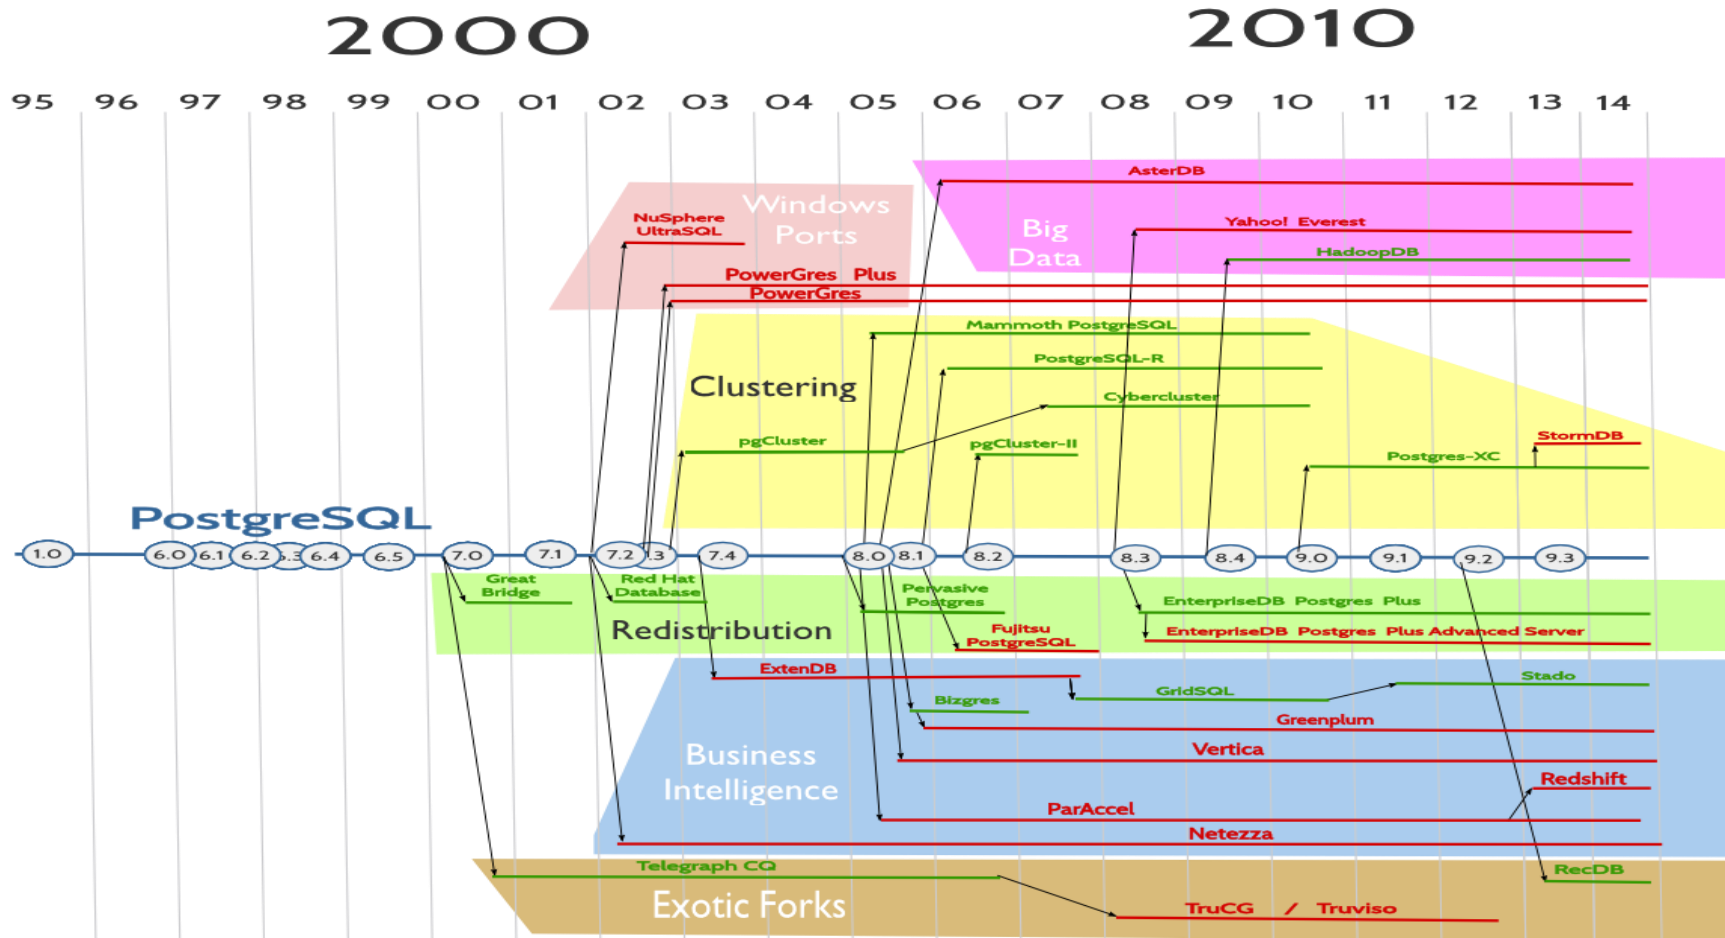 2000 2010
95 96 97 98 99 00 01 02 03 04 05 06 07 08 09 10 11 12 13 14
AsterDB
Windows
Ports
NuSphere
UltraSQL
Big
Data
Yahoo! Everest
HadoopDB
PowerGres Plus
PowerGres
Mammoth PostgreSQL
PostgreSQL-R
Clustering
Cybercluster
pgCluster
pgCluster-II
StormDB
Postgres-XC
PostgreSQL
1.0 6.0 6.1 6.2 6.3 6.4 6.5 7.0 7.1 7.2 .3 7.4 8.0 8.1 8.2 8.3 8.4 9.0 9.1 9.2 9.3
Great
Bridge
Red Hat
Database
Pervasive
Postgres
EnterpriseDB Postgres Plus
Redistribution
Fujitsu
PostgreSQL
EnterpriseDB Postgres Plus Advanced Server
ExtenDB
Stado
GridSQL
Bizgres
Greenplum
Business
Intelligence
Vertica
Redshift
ParAccel
Netezza
Telegraph CQ
RecDB
Exotic Forks
TruCG / Truviso